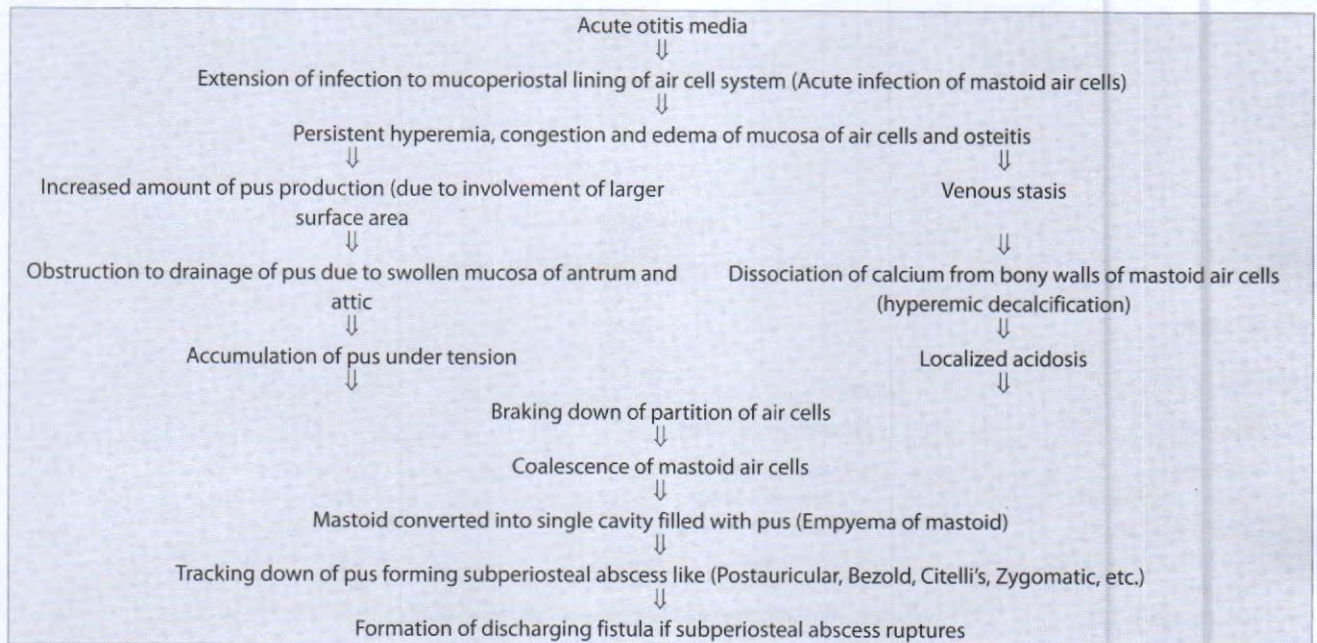 Acute otitis media
⇓
Extension of infection to mucoperiostal lining of air cell system (Acute infection of mastoid air cells)
⇓
Persistent hyperemia, congestion and edema of mucosa of air cells and osteitis
⇓ ⇓
Increased amount of pus production (due to involvement of larger
surface area
Venous stasis
⇓ ⇓
Obstruction to drainage of pus due to swollen mucosa of antrum and
attic
Dissociation of calcium from bony walls of mastoid air cells
(hyperemic decalcification)
⇓ ⇓
Accumulation of pus under tension
Localized acidosis
⇓ ⇓
Braking down of partition of air cells
⇓
Coalescence of mastoid air cells
⇓
Mastoid converted into single cavity filled with pus (Empyema of mastoid)
⇓
Tracking down of pus forming subperiosteal abscess like (Postauricular, Bezold, Citelli's, Zygomatic, etc.)
⇓
Formation of discharging fistula if subperiosteal abscess ruptures